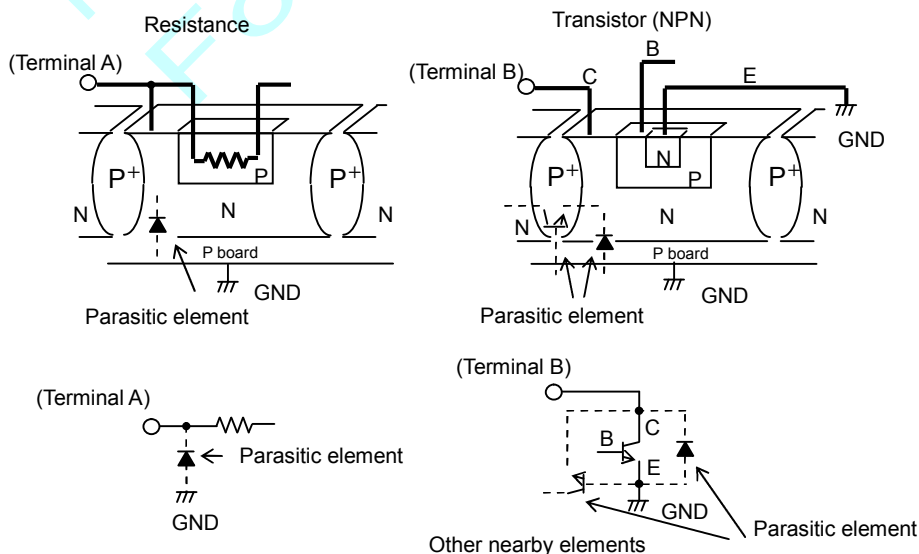 Resistance
(Terminal A)
P⁺
P⁺
N
P
N
N
P board
GND
Parasitic element
Transistor (NPN)
(Terminal B)
C
B
E
GND
P⁺
N
P
P⁺
N
N
N
P board
GND
Parasitic element
(Terminal A)
Parasitic element
GND
(Terminal B)
C
B
E
GND
Parasitic element
Other nearby elements